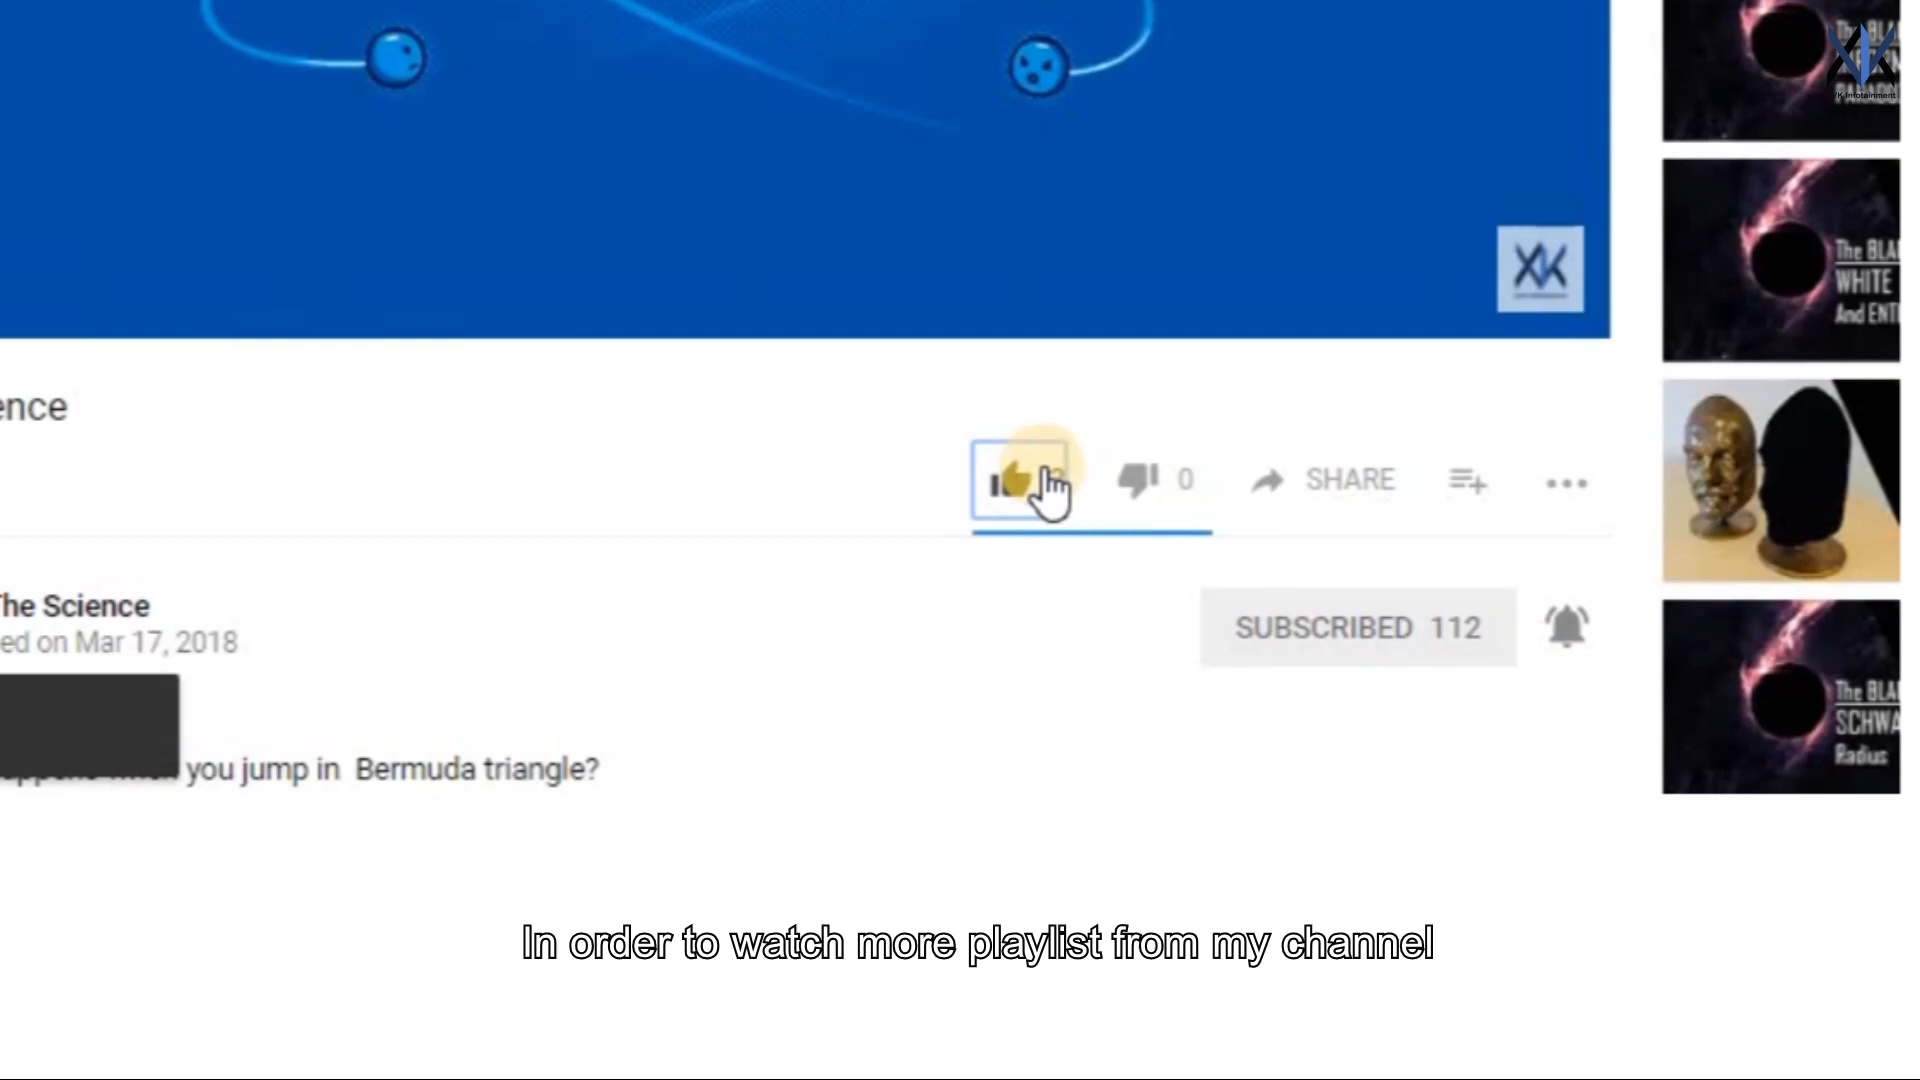 The BLA
WHITE
And ENT
ence
0 SHARE
The Science
ed on Mar 17, 2018
SUBSCRIBED 112
you jump in Bermuda triangle?
The BLA
SCHWA
Radius
In order to watch more playlist from my channel